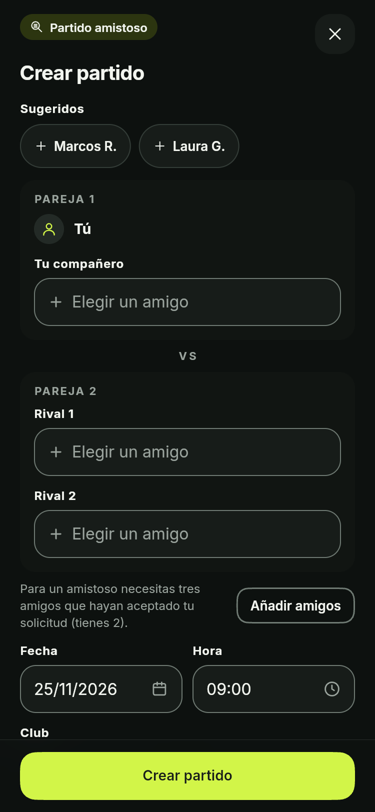 Partido amistoso
Crear partido
Sugeridos
+ Marcos R.
+ Laura G.
PAREJA 1
Tú
Tu compañero
+ Elegir un amigo
VS
PAREJA 2
Rival 1
+ Elegir un amigo
Rival 2
+ Elegir un amigo
Para un amistoso necesitas tres
amigos que hayan aceptado tu
solicitud (tienes 2).
Añadir amigos
Fecha
Hora
25/11/2026
09:00
Club
Crear partido